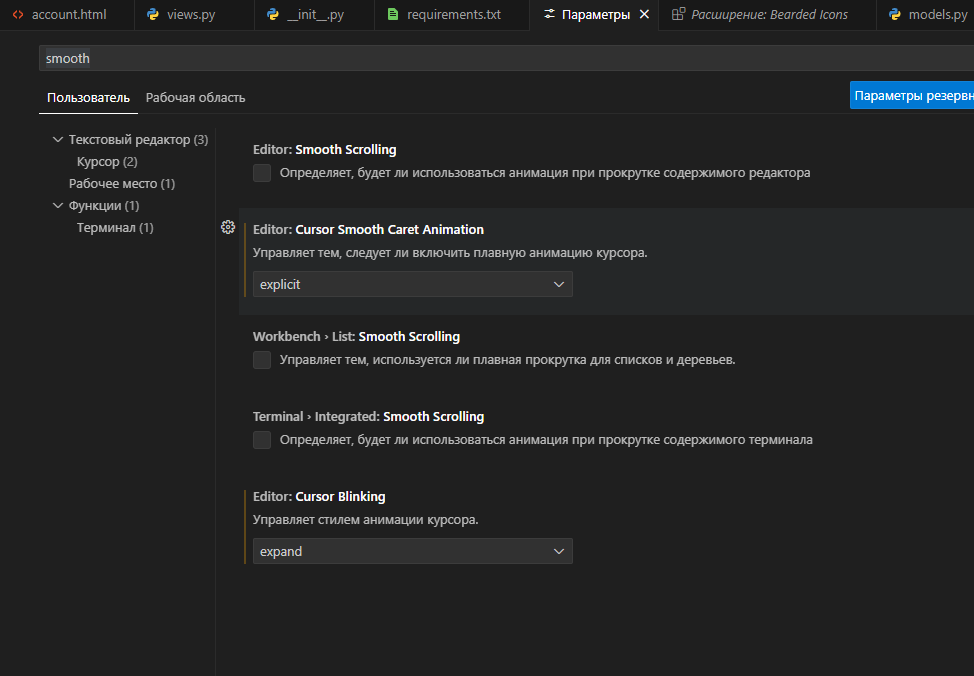 account.html views.py __init__.py requirements.txt Параметры Расширение: Bearded Icons models.py
smooth
Пользователь Рабочая область Параметры резервн
Текстовый редактор (3)
Курсор (2)
Рабочее место (1)
Функции (1)
Терминал (1)
Editor: Smooth Scrolling
Определяет, будет ли использоваться анимация при прокрутке содержимого редактора
Editor: Cursor Smooth Caret Animation
Управляет тем, следует ли включить плавную анимацию курсора.
explicit
Workbench › List: Smooth Scrolling
Управляет тем, используется ли плавная прокрутка для списков и деревьев.
Terminal › Integrated: Smooth Scrolling
Определяет, будет ли использоваться анимация при прокрутке содержимого терминала
Editor: Cursor Blinking
Управляет стилем анимации курсора.
expand